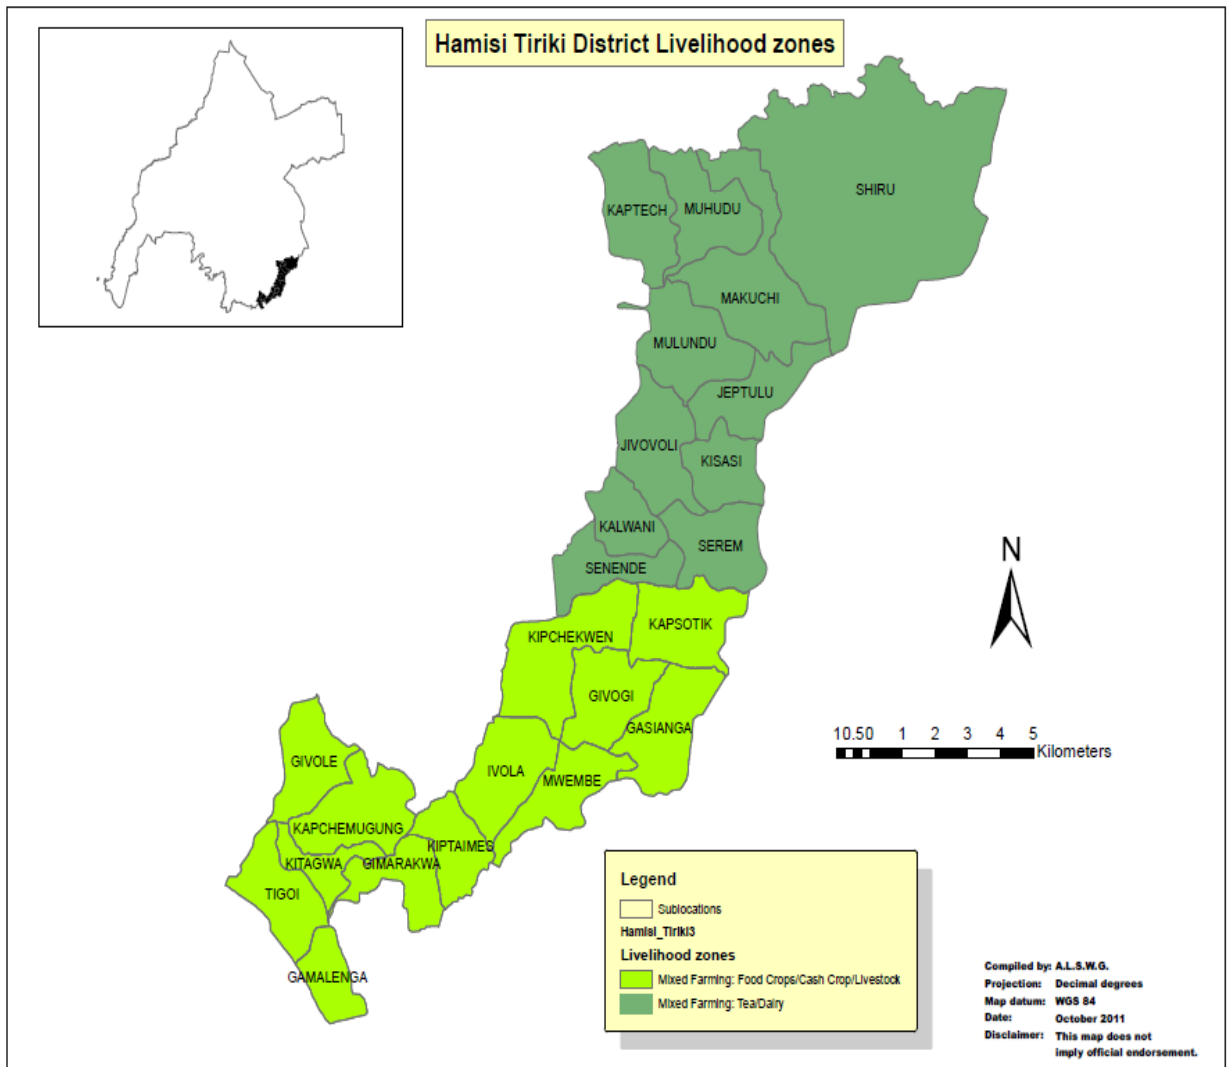 Hamisi Tiriki District Livelihood zones
SHIRU
KAPTECH
MUHUDU
MAKUCHI
MULUNDU
JEPTULU
JIVOVOLI
KISASI
KALWANI
SEREM
SENENDE
N
KAPSOTIK
KIPCHEKWEN
GIVOGI
GASIANGA
10.50 1 2 3 4 5
Kilometers
GIVOLE
IVOLA
MWEMBE
KAPCHEMUGUNG
KIPTAIMES
KITAGWA
GIMARAKWA
TIGOI
GAMALENGA
Legend
Sublocations
Hamisi_Tiriki3
Livelihood zones
Mixed Farming: Food Crops/Cash Crop/Livestock
Mixed Farming: Tea/Dairy
Compiled by: A.L.S.W.G.
Projection: Decimal degrees
Map datum: WGS 84
Date: October 2011
Disclaimer: This map does not
imply official endorsement.